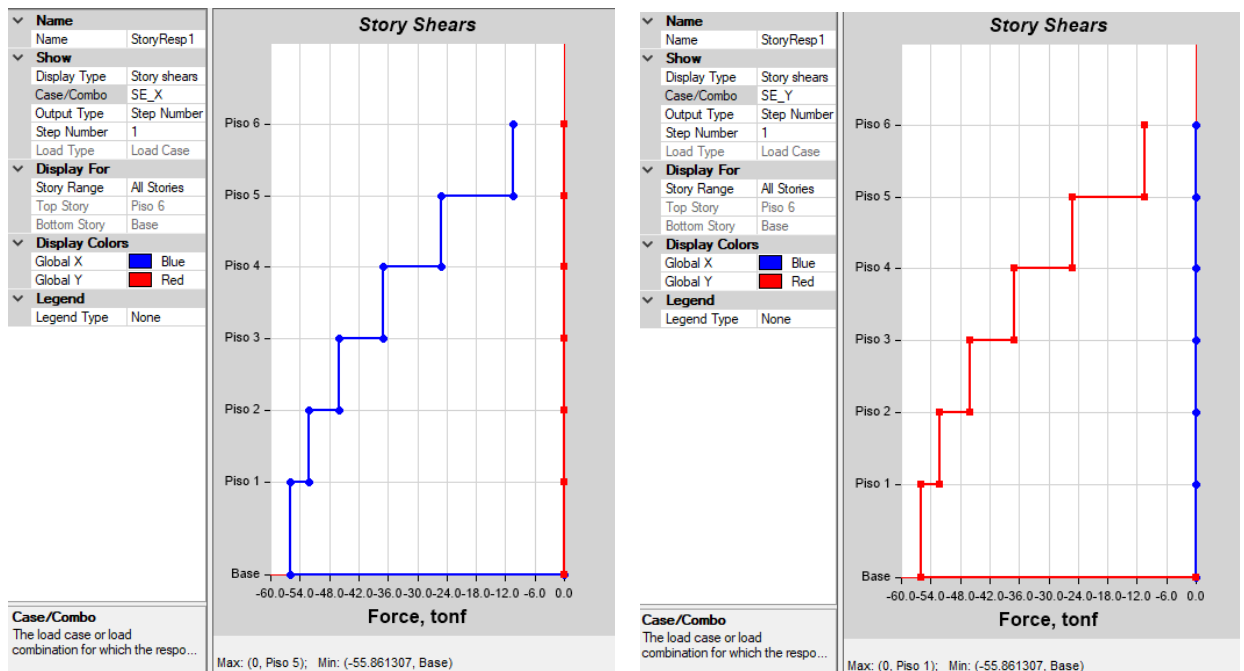 Name
Name StoryResp1
Show
Display Type Story shears
Case/Combo SE_X
Output Type Step Number
Step Number 1
Load Type Load Case
Display For
Story Range All Stories
Top Story Piso 6
Bottom Story Base
Display Colors
Global X Blue
Global Y Red
Legend
Legend Type None
Case/Combo
The load case or load
combination for which the respo...
Story Shears
Piso 6
Piso 5
Piso 4
Piso 3
Piso 2
Piso 1
Base
-60.0 -54.0 -48.0 -42.0 -36.0 -30.0 -24.0 -18.0 -12.0 -6.0 0.0
Force, tonf
Max: (0, Piso 5); Min: (-55.861307, Base)
Name
Name StoryResp1
Show
Display Type Story shears
Case/Combo SE_Y
Output Type Step Number
Step Number 1
Load Type Load Case
Display For
Story Range All Stories
Top Story Piso 6
Bottom Story Base
Display Colors
Global X Blue
Global Y Red
Legend
Legend Type None
Case/Combo
The load case or load
combination for which the respo...
Story Shears
Piso 6
Piso 5
Piso 4
Piso 3
Piso 2
Piso 1
Base
-60.0 -54.0 -48.0 -42.0 -36.0 -30.0 -24.0 -18.0 -12.0 -6.0 0.0
Force, tonf
Max: (0, Piso 1); Min: (-55.861307, Base)